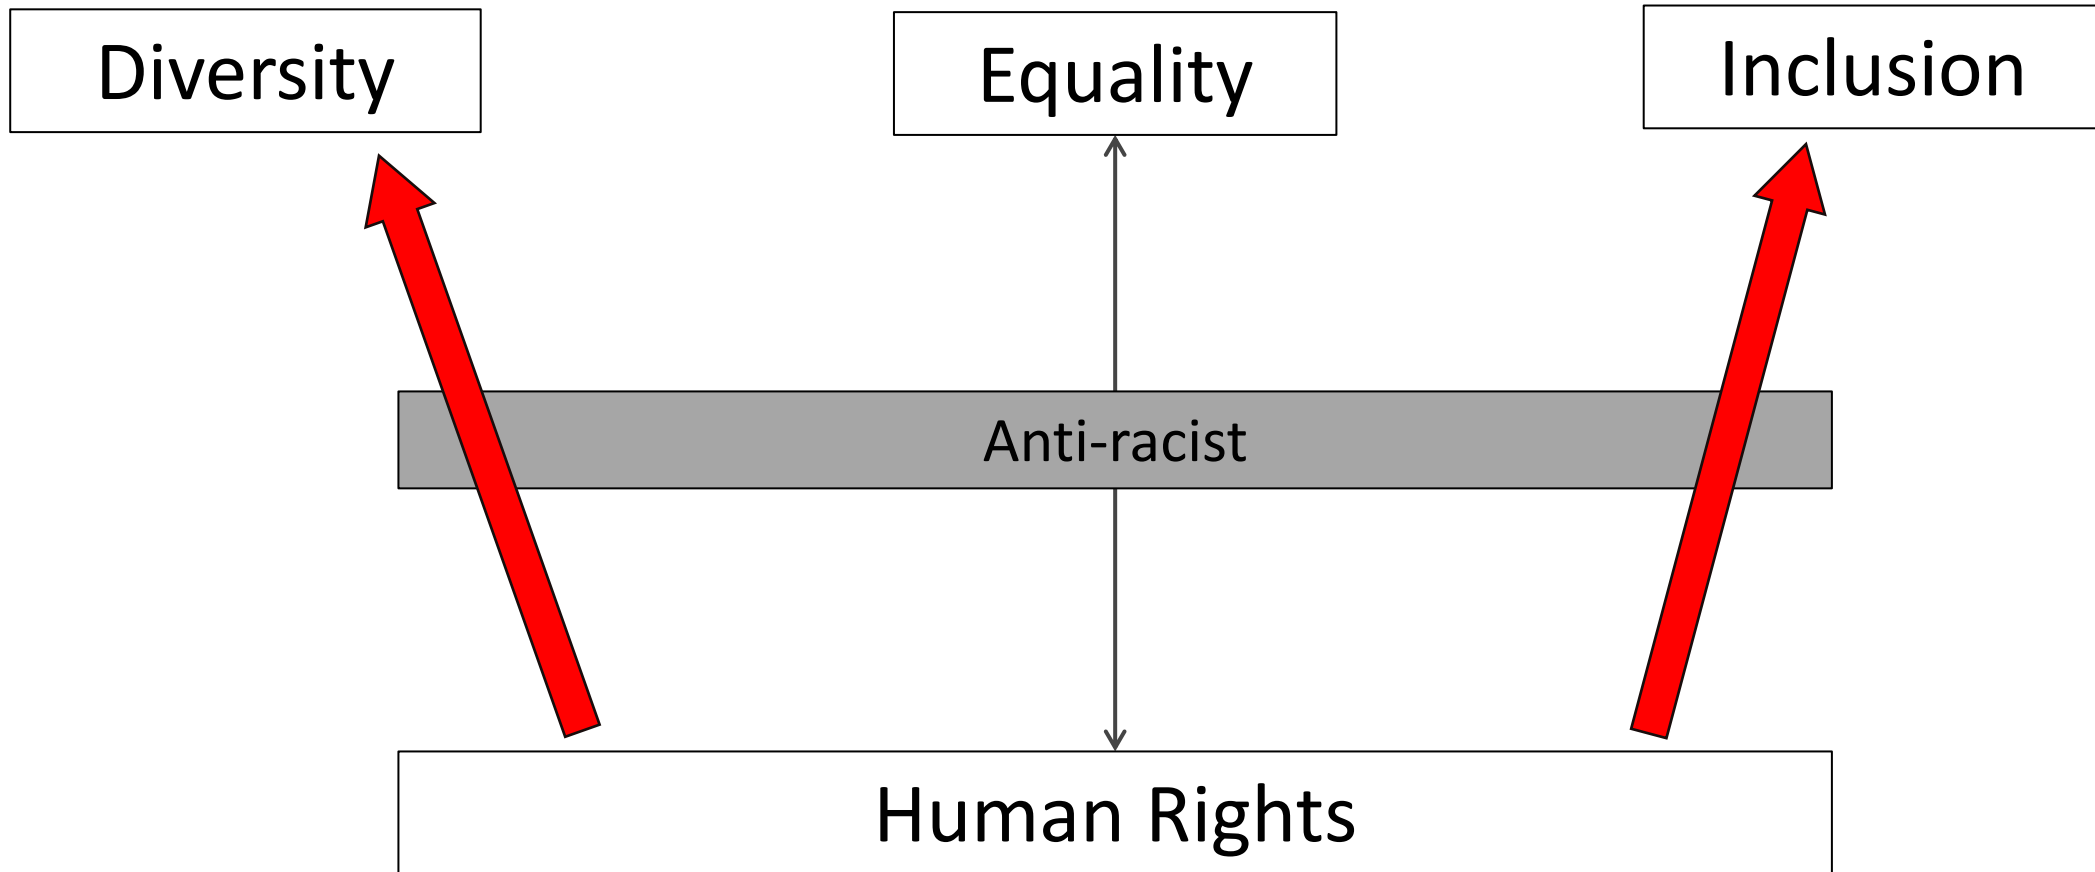 Diversity
Equality
Inclusion
Anti-racist
Human Rights